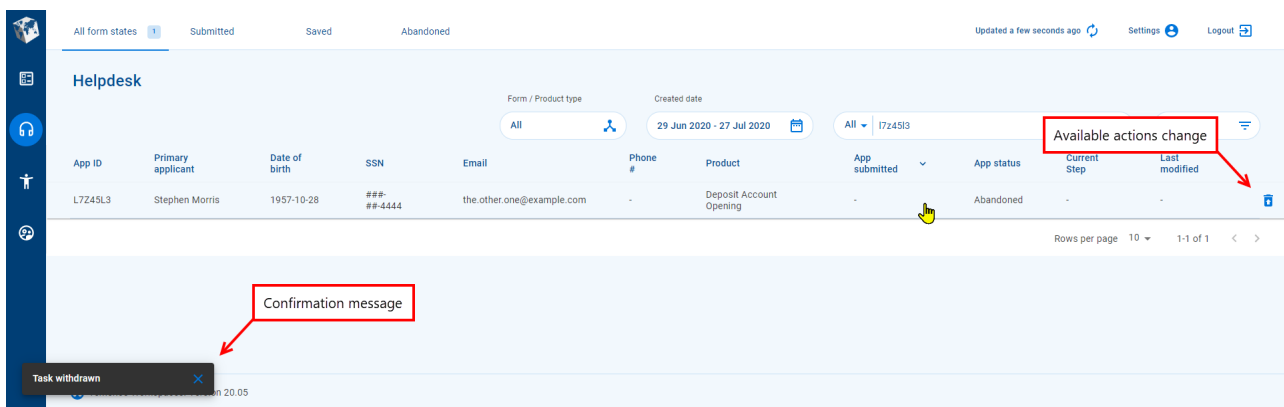 All form states 1 Submitted Saved Abandoned Updated a few seconds ago Settings Logout
Helpdesk
Form / Product type Created date
All 29 Jun 2020 - 27 Jul 2020 All l7z45l3
Available actions change
App ID Primary applicant Date of birth SSN Email Phone # Product App submitted App status Current Step Last modified
L7Z45L3 Stephen Morris 1957-10-28 ###-##-4444 the.other.one@example.com - Deposit Account Opening - Abandoned - -
Rows per page 10 1-1 of 1
Confirmation message
Task withdrawn
version 20.05